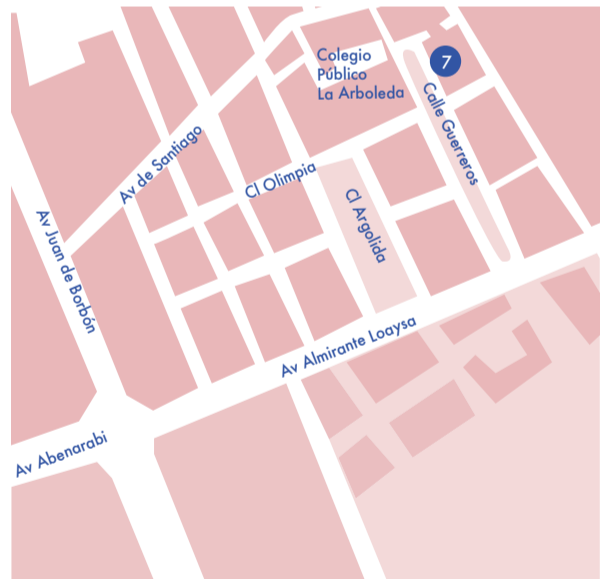 Colegio
Público
La Arboleda
7
Calle Guerreros
Av de Santiago
Cl Olimpia
Cl Argolida
Av Juan de Borbón
Av Almirante Loaysa
Av Abenarabi